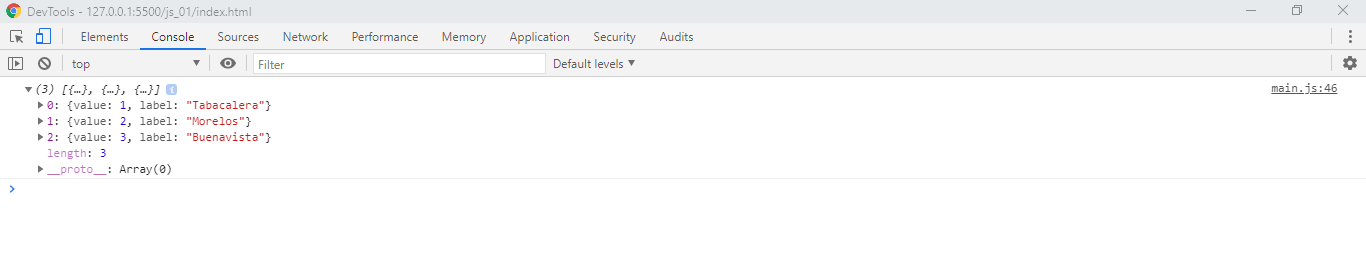 DevTools - 127.0.0.1:5500/js_01/index.html
Elements Console Sources Network Performance Memory Application Security Audits
top Filter Default levels ▼
(3) [{…}, {…}, {…}] i main.js:46
0: {value: 1, label: "Tabacalera"}
1: {value: 2, label: "Morelos"}
2: {value: 3, label: "Buenavista"}
length: 3
__proto__: Array(0)